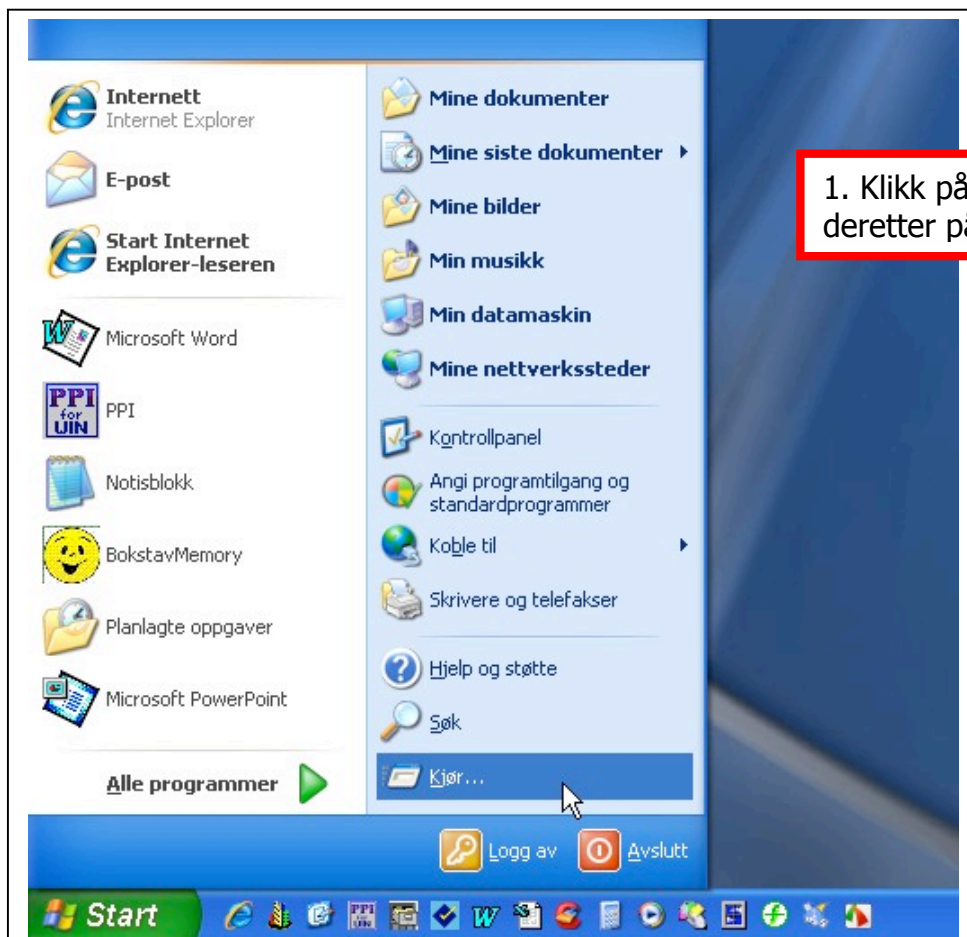 Internett
Internet Explorer
E-post
Start Internet
Explorer-leseren
Microsoft Word
PPI
for
UIN
PPI
Notisblokk
BokstavMemory
Planlagte oppgaver
Microsoft PowerPoint
Alle programmer
Mine dokumenter
Mine siste dokumenter
Mine bilder
Min musikk
Min datamaskin
Mine nettverkssteder
Kontrollpanel
Angi programtilgang og
standardprogrammer
Koble til
Skrivere og telefakser
Hjelp og støtte
Søk
Kjør...
Logg av
Avslutt
Start
1. Klikk på
deretter på